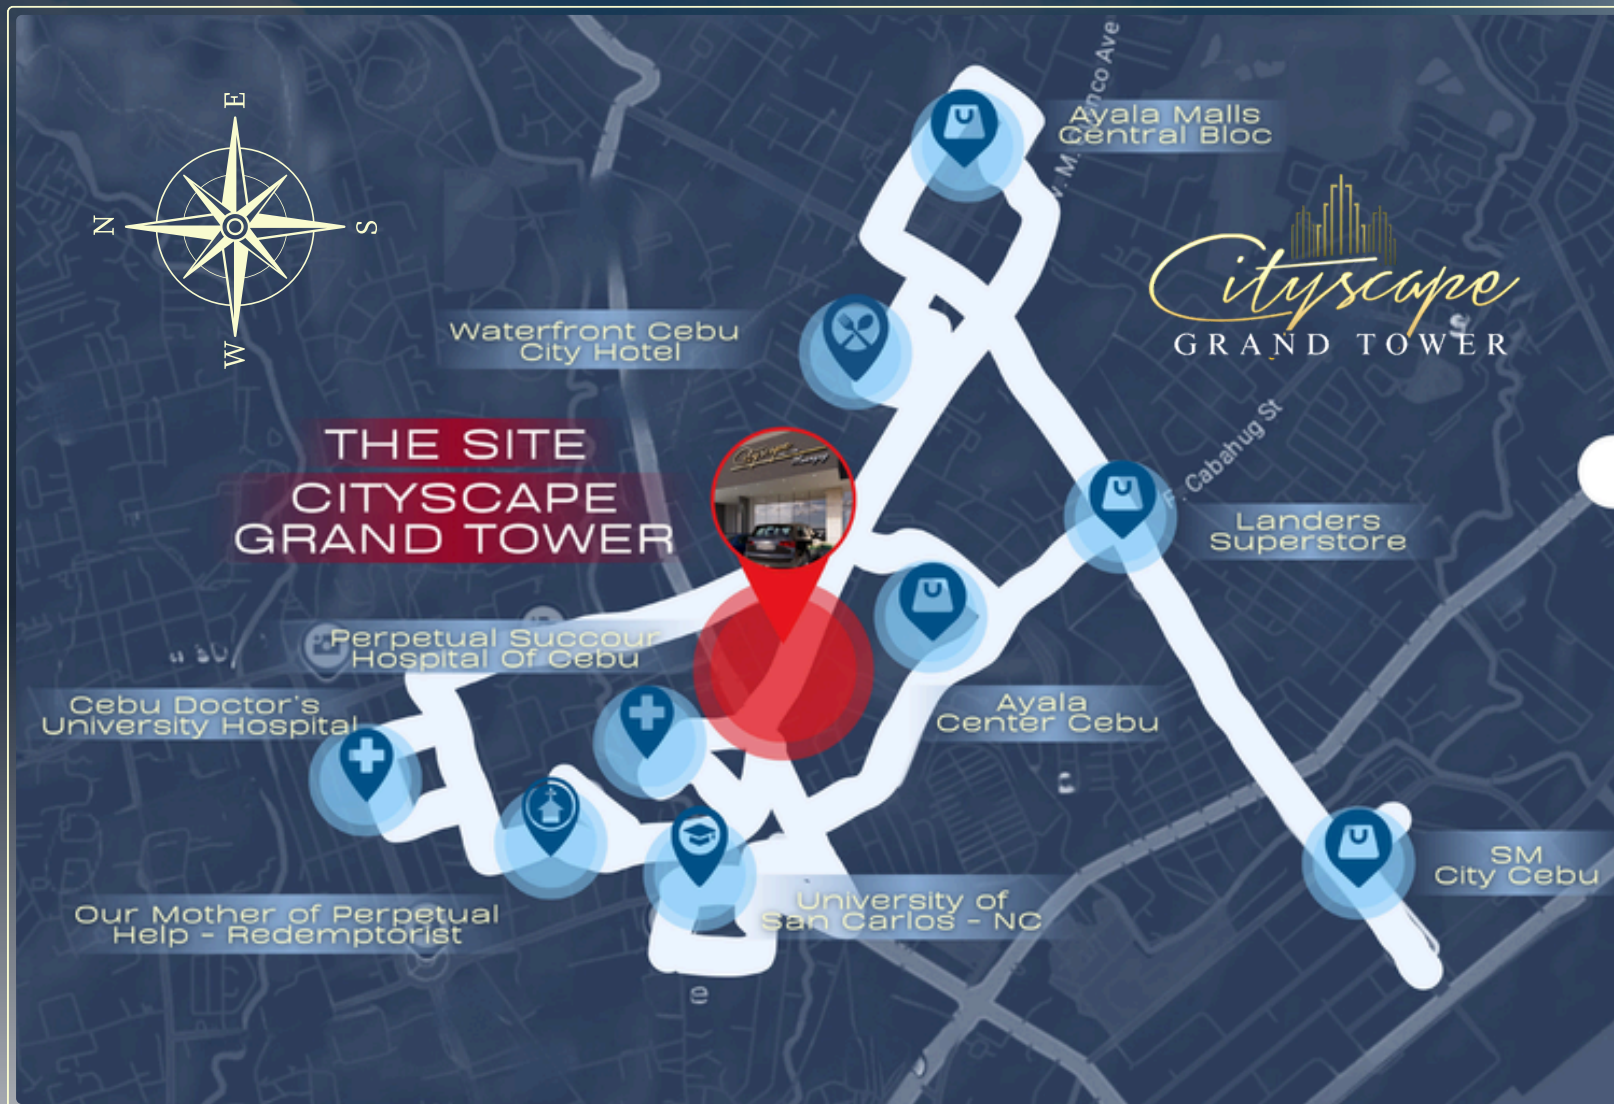 E
N
S
W
Ayala Malls
Central Bloc
Cityscape
GRAND TOWER
Waterfront Cebu
City Hotel
THE SITE
CITYSCAPE
GRAND TOWER
F. Cabahug St
Landers
Superstore
Perpetual Succour
Hospital Of Cebu
Cebu Doctor's
University Hospital
Ayala
Center Cebu
SM
City Cebu
Our Mother of Perpetual
Help - Redemptorist
University of
San Carlos - NC
e